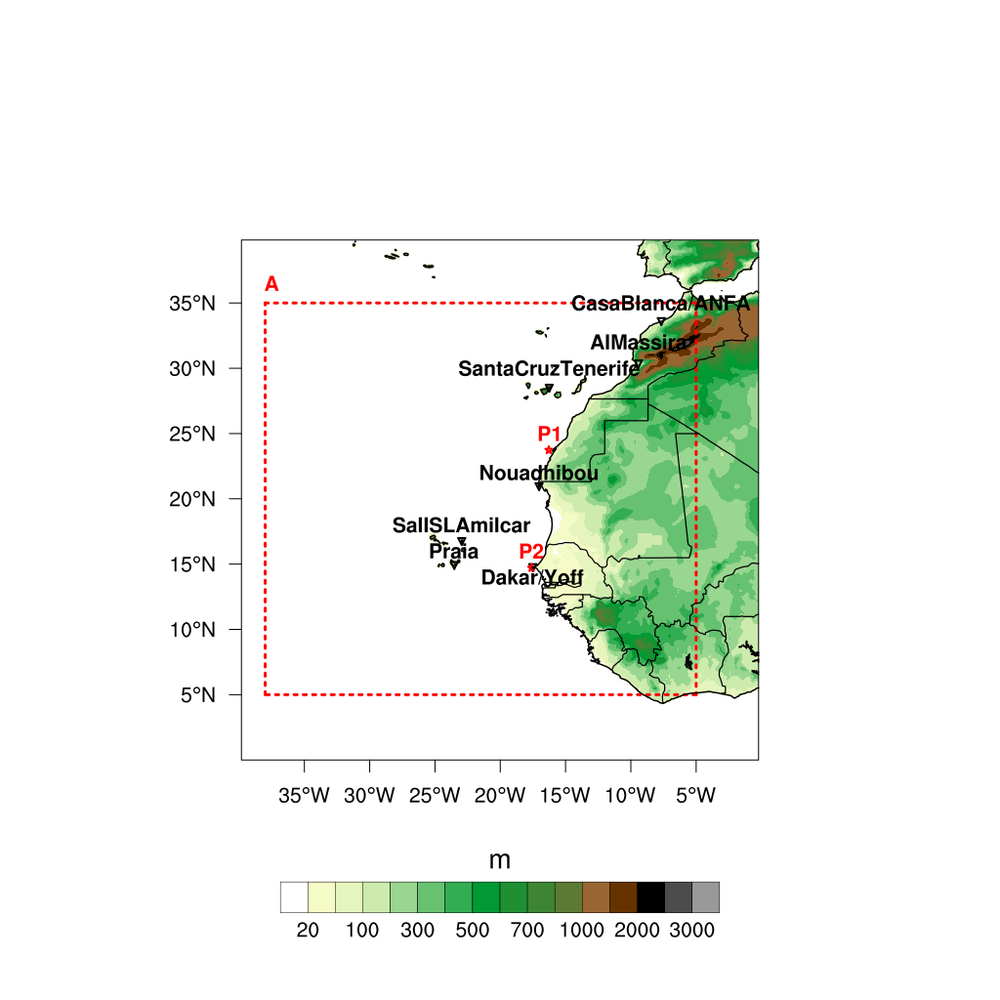 A
35°N
CasaBlanca/ANFA
AlMassira
30°N
SantaCruzTenerife
25°N
P1
Nouadhibou
20°N
SalISLAmilcar
Praia
P2
15°N
Dakar/Yoff
10°N
5°N
35°W 30°W 25°W 20°W 15°W 10°W 5°W
m
20 100 300 500 700 1000 2000 3000